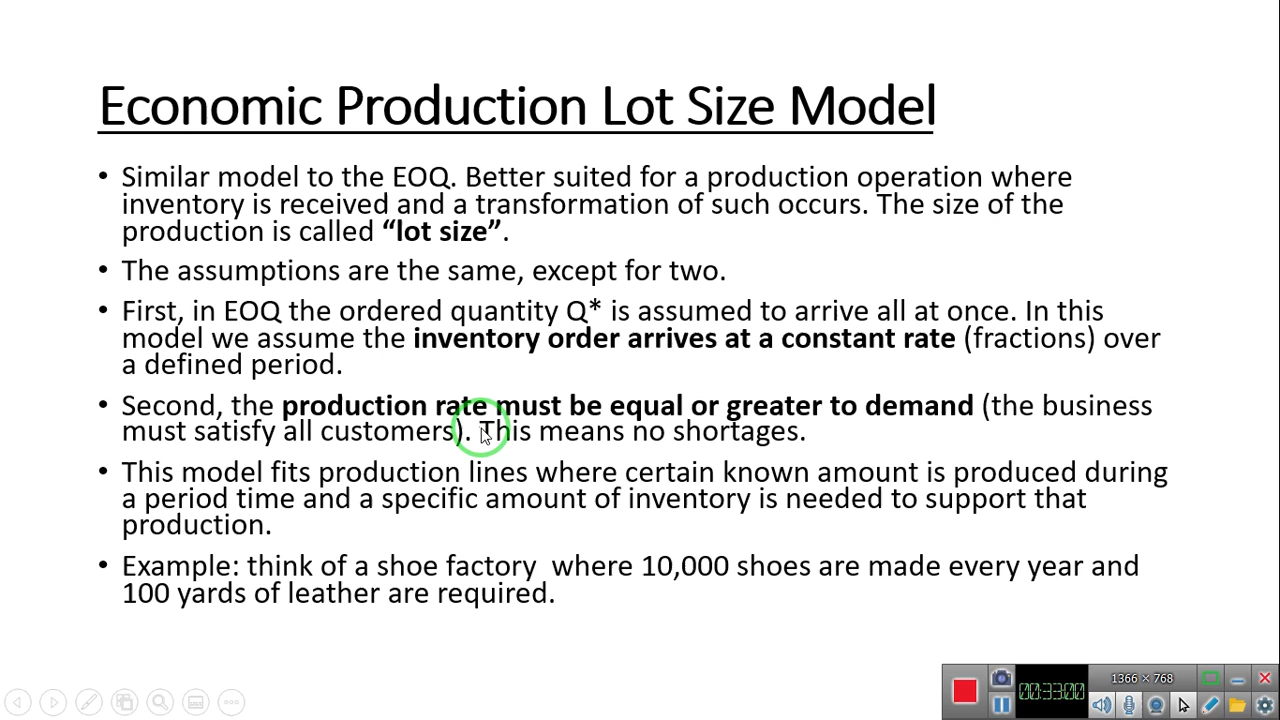 Economic Production Lot Size Model
• Similar model to the EOQ. Better suited for a production operation where
inventory is received and a transformation of such occurs. The size of the
production is called “lot size”.
• The assumptions are the same, except for two.
• First, in EOQ the ordered quantity Q* is assumed to arrive all at once. In this
model we assume the inventory order arrives at a constant rate (fractions) over
a defined period.
• Second, the production rate must be equal or greater to demand (the business
must satisfy all customers). This means no shortages.
• This model fits production lines where certain known amount is produced during
a period time and a specific amount of inventory is needed to support that
production.
• Example: think of a shoe factory  where 10,000 shoes are made every year and
100 yards of leather are required.
1366 × 768
00:33:00